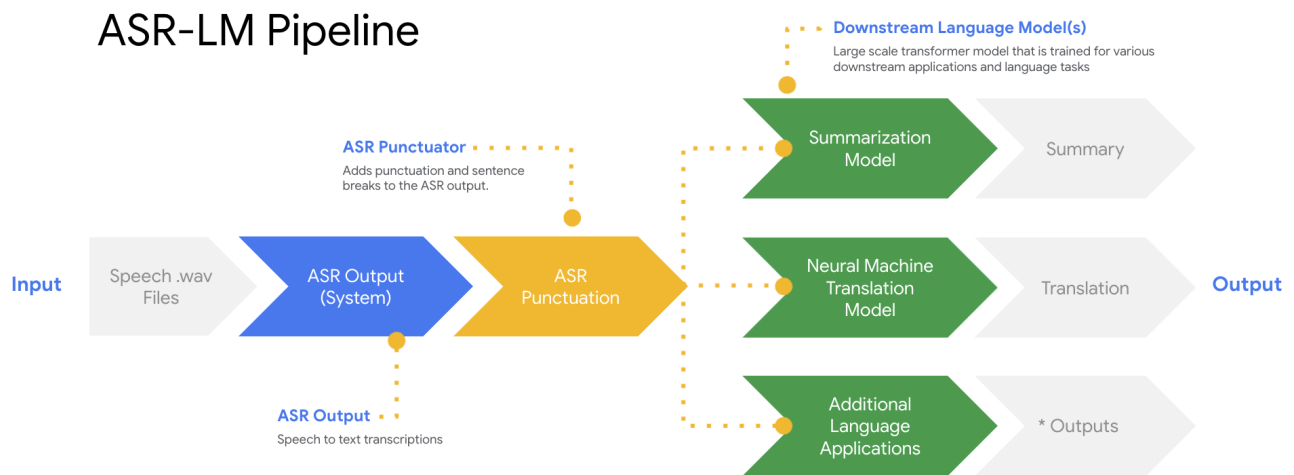 ASR-LM Pipeline
Downstream Language Model(s)
Large scale transformer model that is trained for various
downstream applications and language tasks
ASR Punctuator
Adds punctuation and sentence
breaks to the ASR output.
Summarization
Model
Summary
Input
Speech .wav
Files
ASR Output
(System)
ASR
Punctuation
Neural Machine
Translation
Model
Translation
Output
ASR Output
Speech to text transcriptions
Additional
Language
Applications
* Outputs